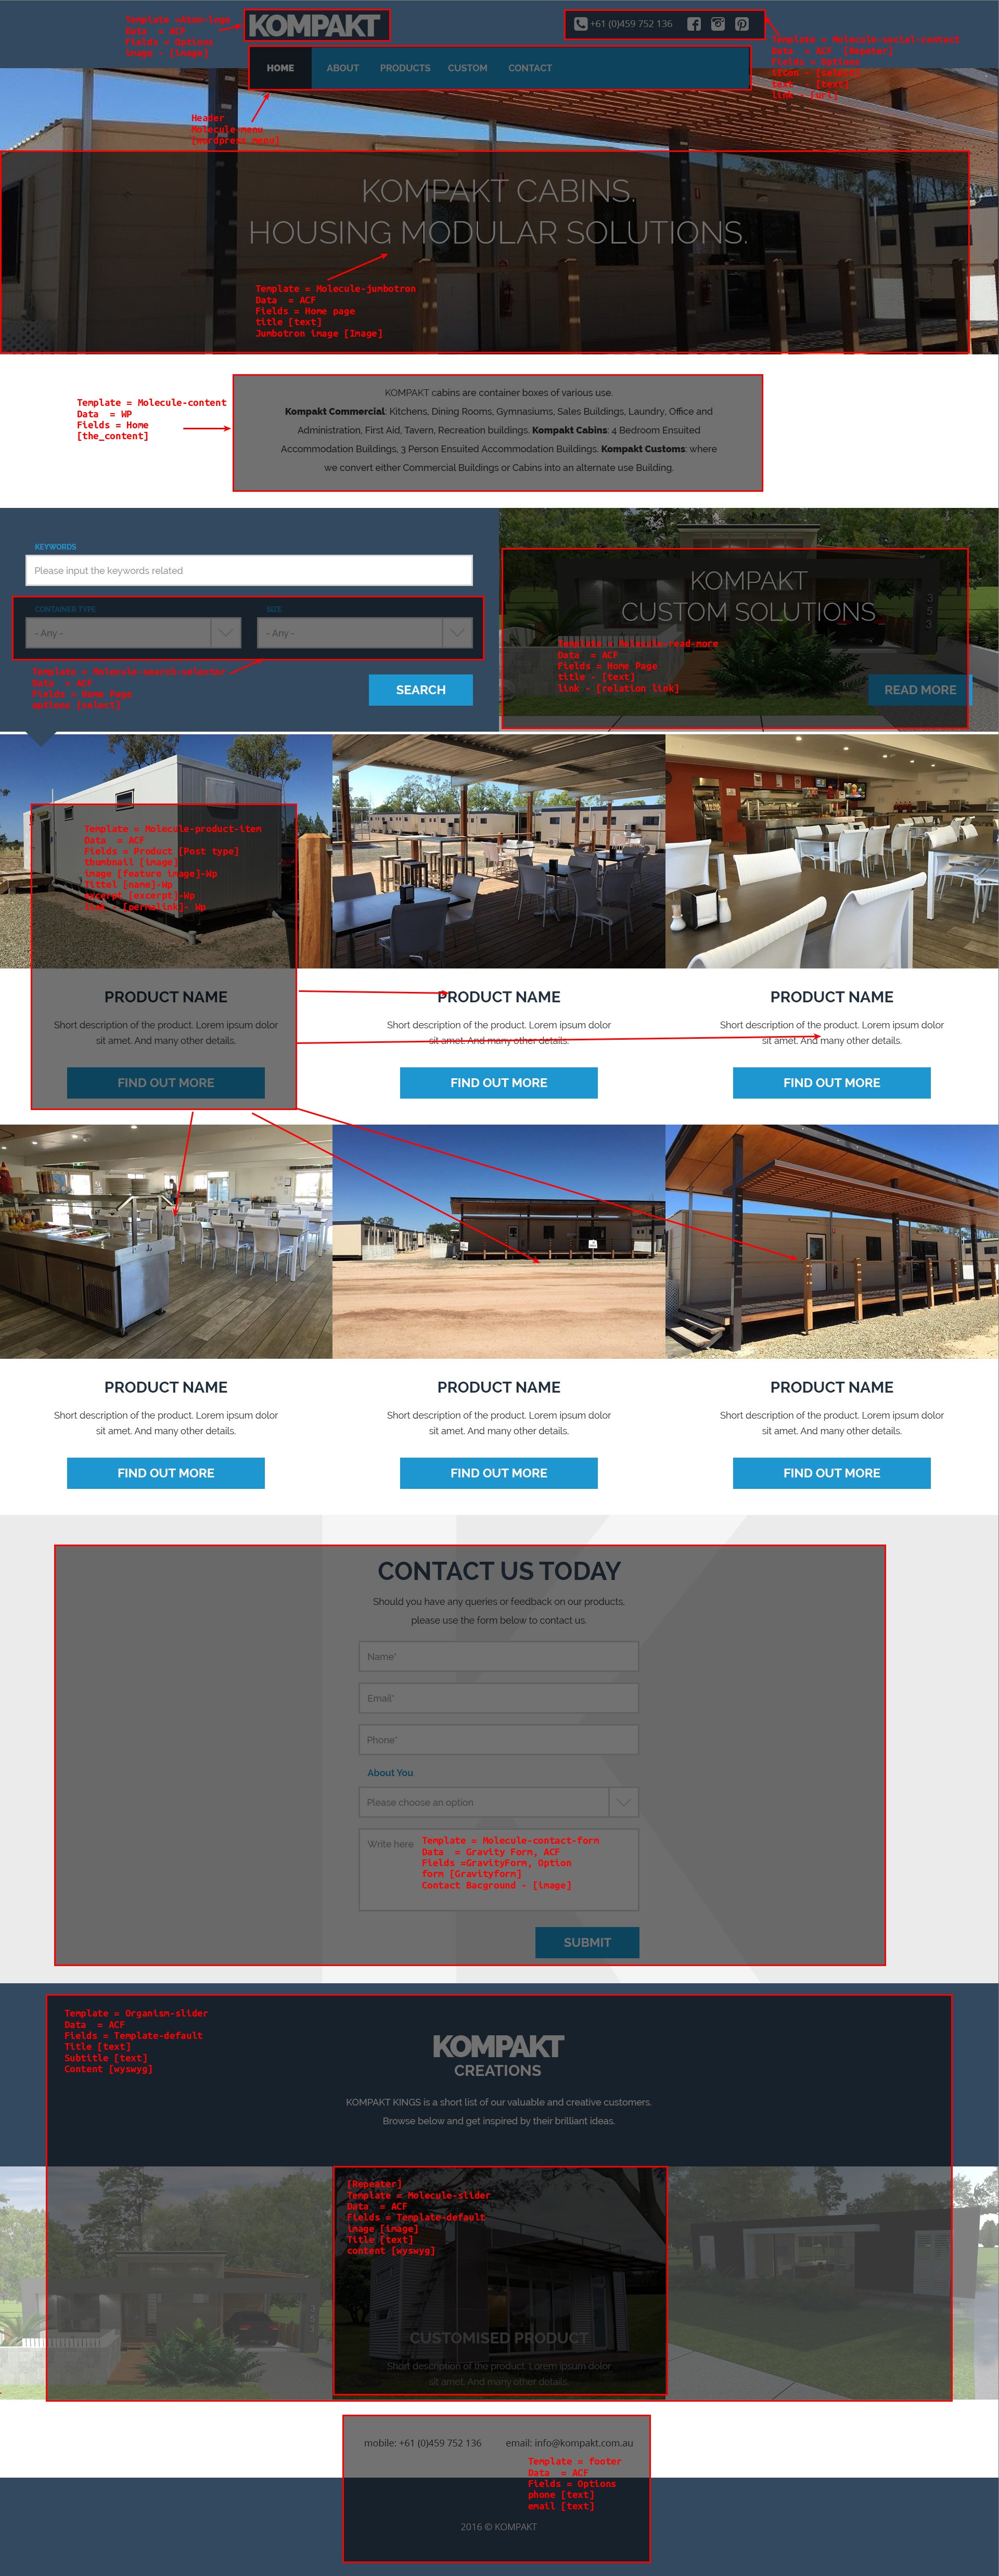 Template =Atom-logo
Data = ACF
Fields = Options
image - [image]
KOMPAKT
+61 (0)459 752 136
Template = Molecule-social-contact
Data = ACF [Repeter]
Fields = Options
text - [text]
link - [url]
HOME ABOUT PRODUCTS CUSTOM CONTACT
Header
Molecule-menu
[wordpress menu]
KOMPAKT CABINS.
HOUSING MODULAR SOLUTIONS.
Template = Molecule-jumbotron
Data = ACF
Fields = Home page
title [text]
Jumbotron image [Image]
Template = Molecule-content
Data = WP
Fields = Home
[the_content]
KOMPAKT cabins are container boxes of various use.
Kompakt Commercial: Kitchens, Dining Rooms, Gymnasiums, Sales Buildings, Laundry, Office and
Administration, First Aid, Tavern, Recreation buildings. Kompakt Cabins: 4 Bedroom Ensuited
Accommodation Buildings, 3 Person Ensuited Accommodation Buildings. Kompakt Customs: where
we convert either Commercial Buildings or Cabins into an alternate use Building.
KEYWORDS
Please input the keywords related
CONTAINER TYPE SIZE
- Any - - Any -
Template = Molecule-search-selector
Data = ACF
Fields = Home Page
options [select]
SEARCH
KOMPAKT
CUSTOM SOLUTIONS
353
Template = Molecule-read-more
Data = ACF
Fields = Home Page
title - [text]
link - [relation link]
READ MORE
Template = Molecule-product-item
Data = ACF
Fields = Product [Post type]
thumbnail [image]
image [feature image]-Wp
Tittel [name]-Wp
excerpt [excerpt]-Wp
link - [permalink]- Wp
PRODUCT NAME
Short description of the product. Lorem ipsum dolor
sit amet. And many other details.
FIND OUT MORE
PRODUCT NAME
Short description of the product. Lorem ipsum dolor
sit amet. And many other details.
FIND OUT MORE
PRODUCT NAME
Short description of the product. Lorem ipsum dolor
sit amet. And many other details.
FIND OUT MORE
PRODUCT NAME
Short description of the product. Lorem ipsum dolor
sit amet. And many other details.
FIND OUT MORE
PRODUCT NAME
Short description of the product. Lorem ipsum dolor
sit amet. And many other details.
FIND OUT MORE
PRODUCT NAME
Short description of the product. Lorem ipsum dolor
sit amet. And many other details.
FIND OUT MORE
CONTACT US TODAY
Should you have any queries or feedback on our products,
please use the form below to contact us.
Name*
Email*
Phone*
About You
Please choose an option
Write here
Template = Molecule-contact-form
Data = Gravity Form, ACF
Fields =GravityForm, Option
form [Gravityform]
Contact Bacground - [image]
SUBMIT
Template = Organism-slider
Data = ACF
Fields = Template-default
Title [text]
Subtitle [text]
Content [wyswyg]
KOMPAKT
CREATIONS
KOMPAKT KINGS is a short list of our valuable and creative customers.
Browse below and get inspired by their brilliant ideas.
[Repeater]
Template = Molecule-slider
Data = ACF
Fields = Template-default
image [image]
Title [text]
content [wyswyg]
CUSTOMISED PRODUCT
Short description of the product. Lorem ipsum dolor
sit amet. And many other details.
353
mobile: +61 (0)459 752 136 email: info@kompakt.com.au
Template = footer
Data = ACF
Fields = Options
phone [text]
email [text]
2016 © KOMPAKT